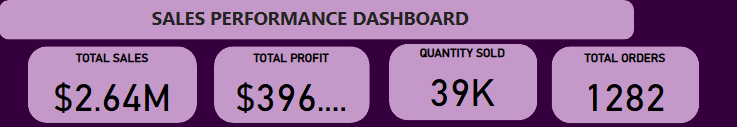 SALES PERFORMANCE DASHBOARD
TOTAL SALES
$2.64M
TOTAL PROFIT
$396....
QUANTITY SOLD
39K
TOTAL ORDERS
1282